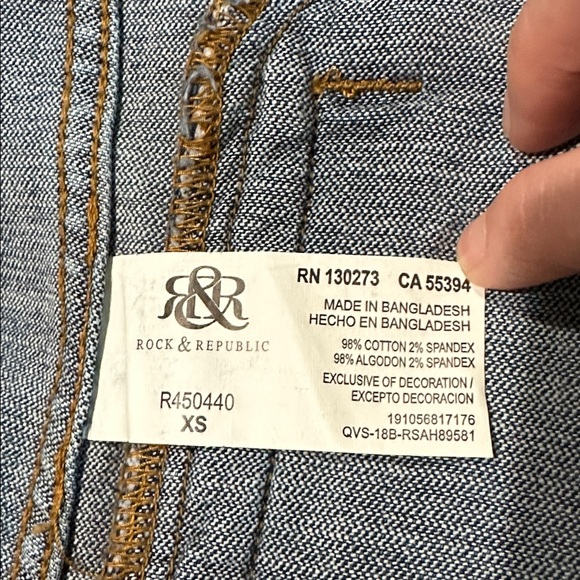 R&R
ROCK & REPUBLIC
R450440
XS
RN 130273 CA 55394
MADE IN BANGLADESH
HECHO EN BANGLADESH
98% COTTON 2% SPANDEX
98% ALGODON 2% SPANDEX
EXCLUSIVE OF DECORATION /
EXCEPTO DECORACION
191056817176
QVS-18B-RSAH89581